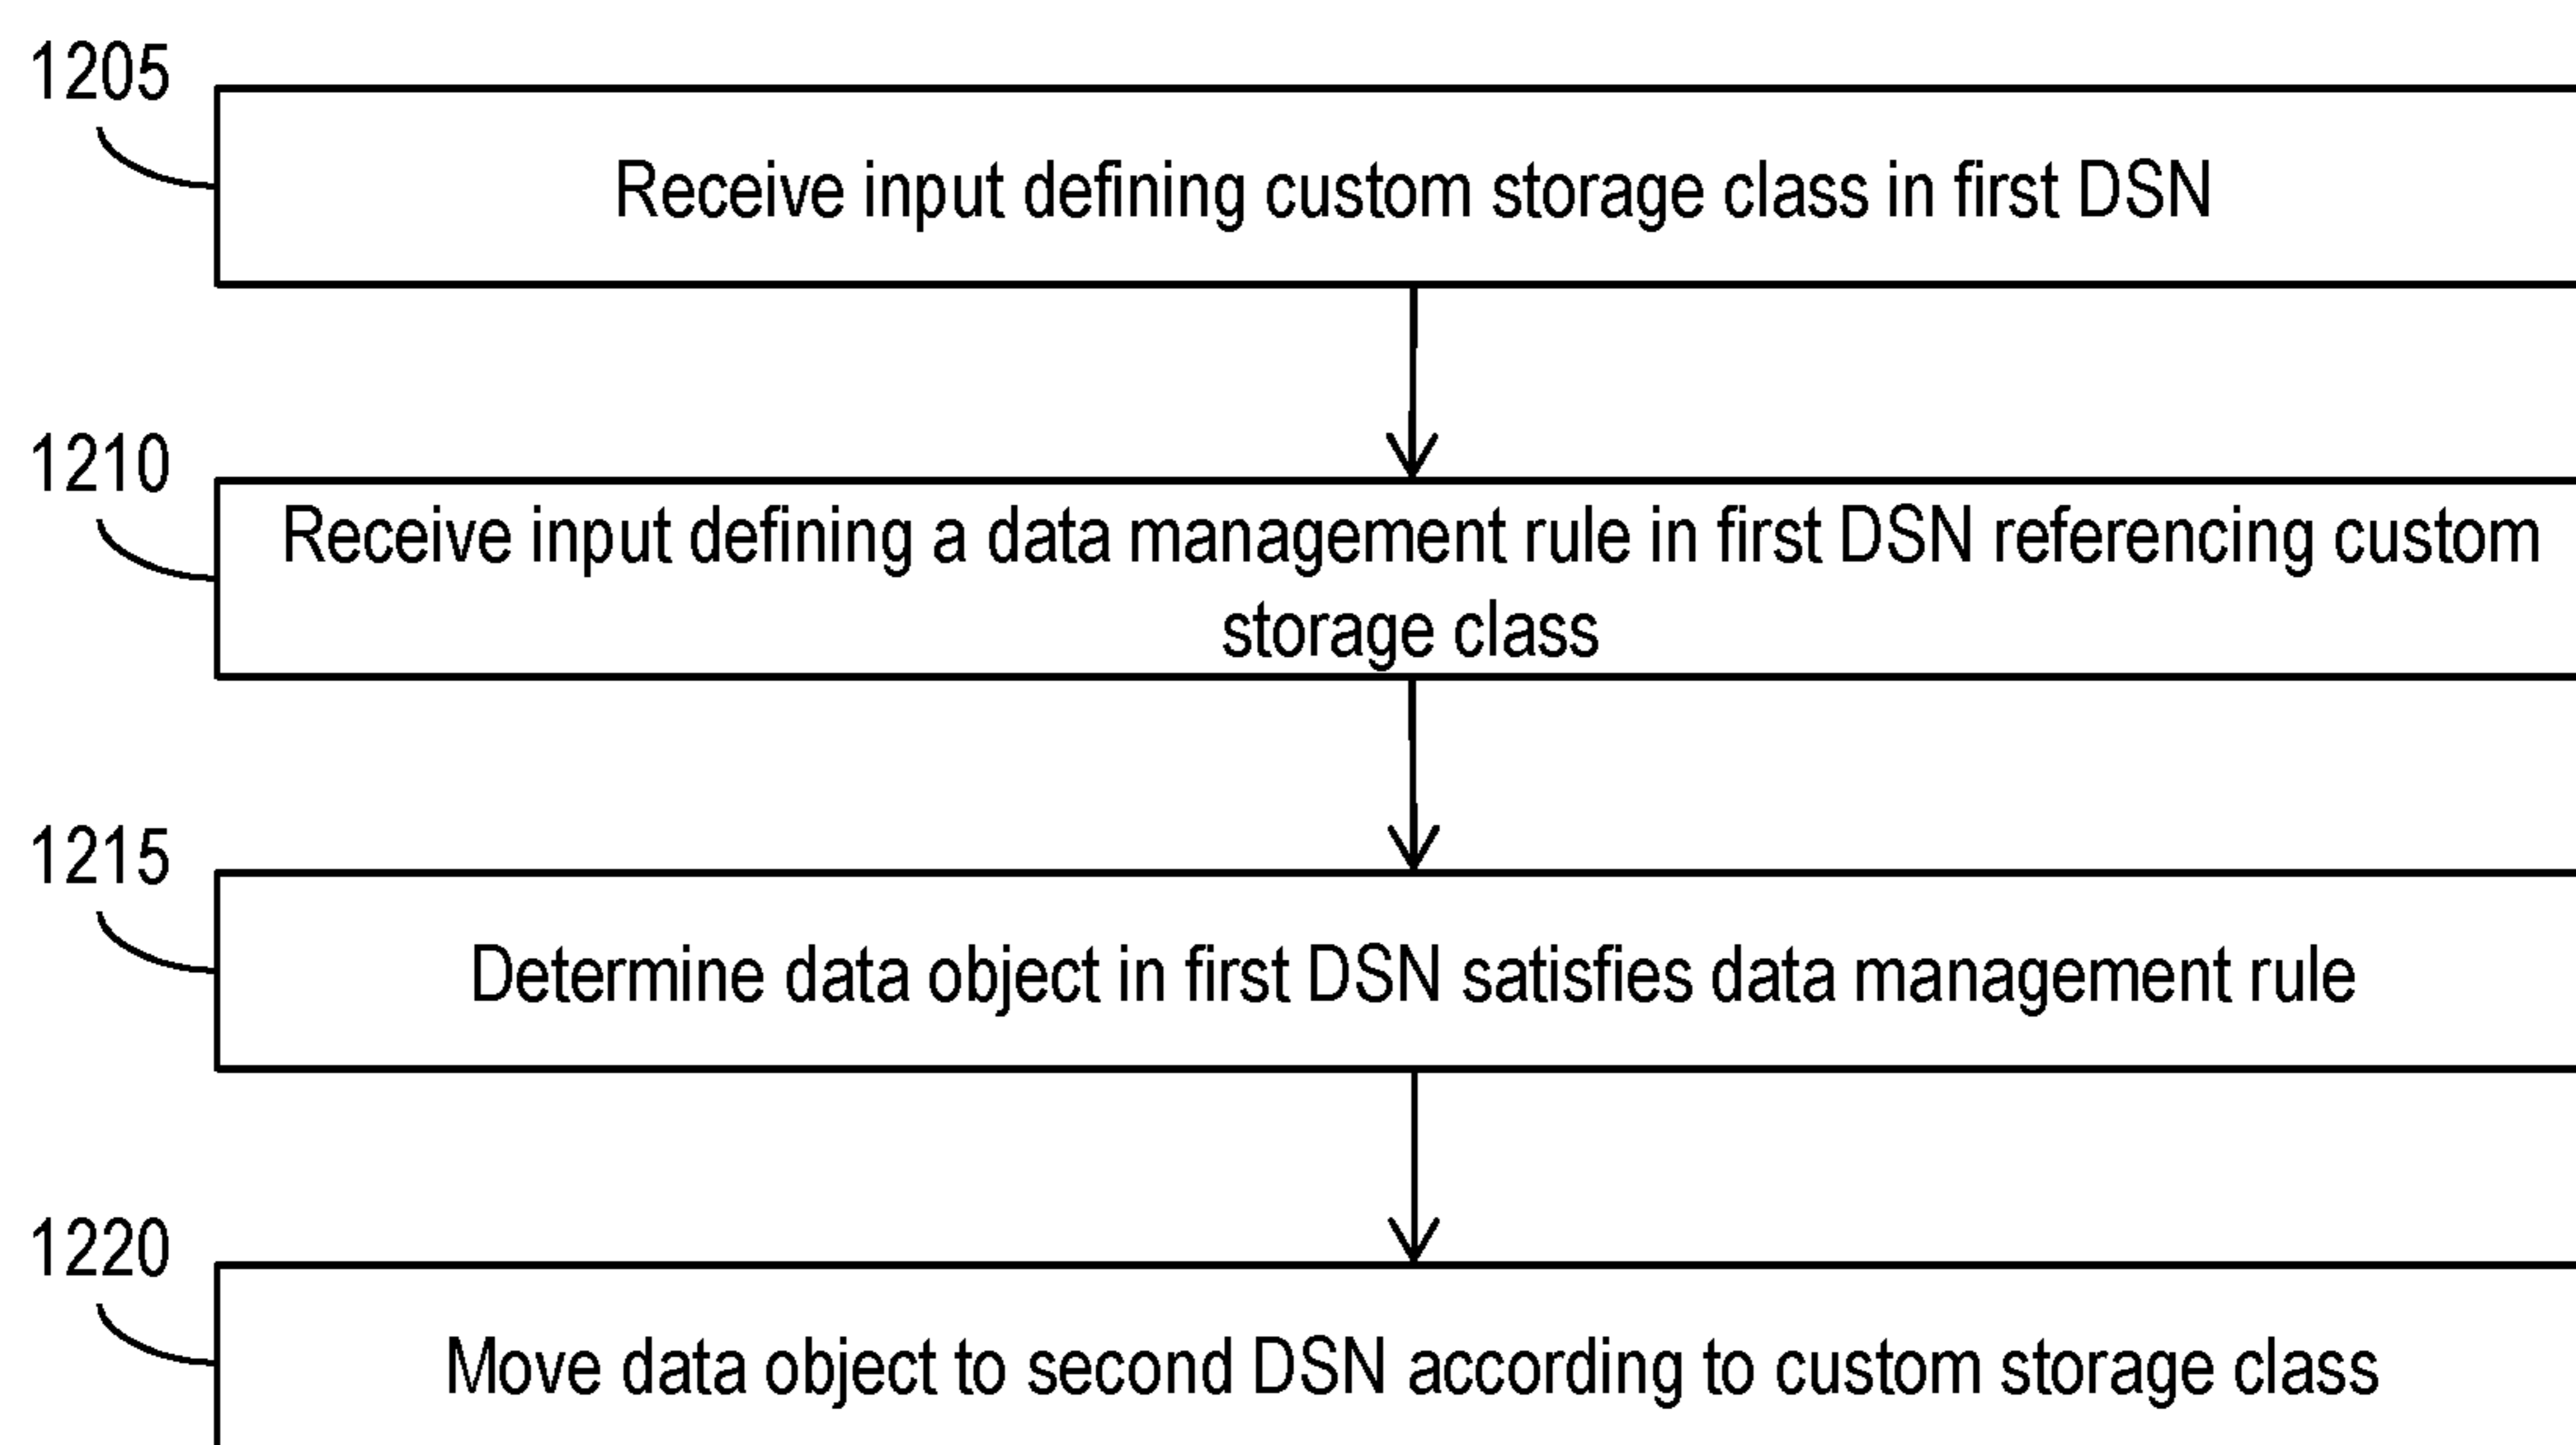 1205
Receive input defining custom storage class in first DSN
1210
Receive input defining a data management rule in first DSN referencing custom
storage class
1215
Determine data object in first DSN satisfies data management rule
1220
Move data object to second DSN according to custom storage class